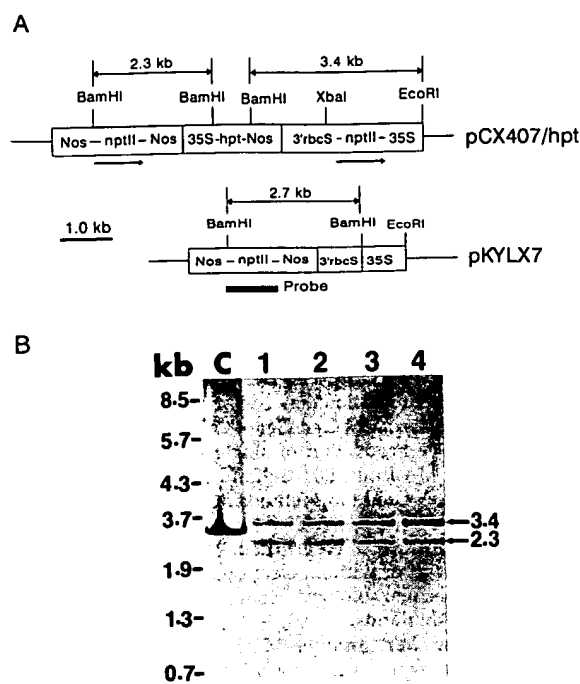 A
2.3 kb
3.4 kb
BamHI
BamHI
BamHI
XbaI
EcoRI
Nos-nptII-Nos
35S-hpt-Nos
3'rbcS-nptII-35S
pCX407/hpt
2.7 kb
1.0 kb
BamHI
BamHI
EcoRI
Nos-nptII-Nos
3'rbcS
35S
pKYLX7
Probe
B
kb C 1 2 3 4
8.5-
5.7-
4.3-
3.7-
3.4
2.3
1.9-
1.3-
0.7-